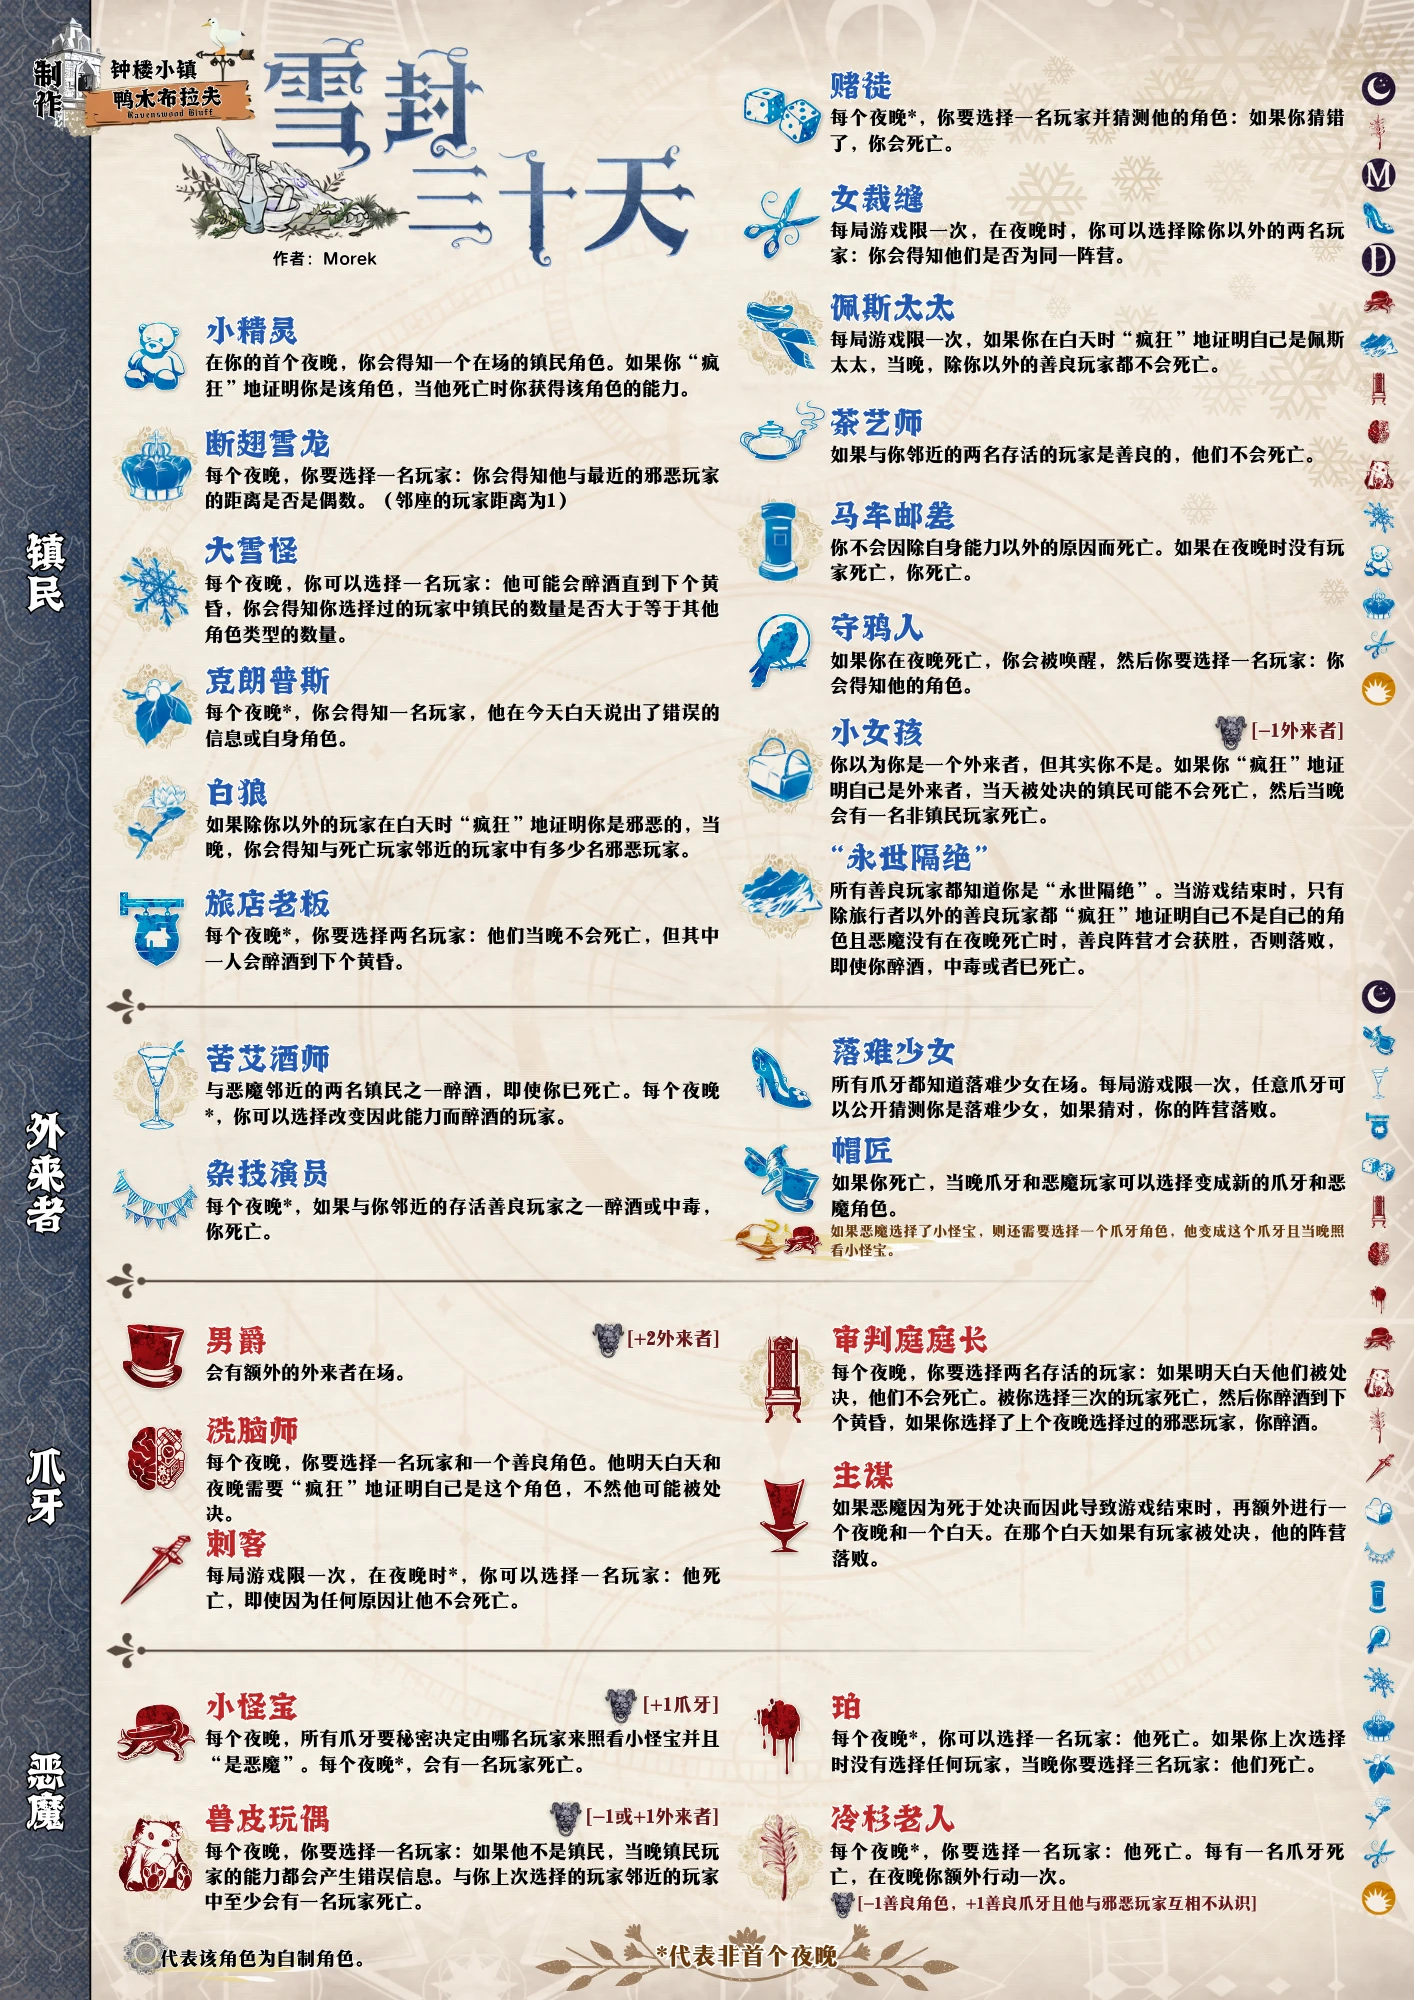 制作
钟楼小镇
鸭木布拉夫
Ravenswood Bluff
雪封
三十天
作者：Morek
镇民
小精灵
在你的首个夜晚，你会得知一个在场的镇民角色。如果你“疯
狂”地证明你是该角色，当他死亡时你获得该角色的能力。
断翅雪龙
每个夜晚，你要选择一名玩家：你会得知他与最近的邪恶玩家
的距离是否是偶数。（邻座的玩家距离为1）
大雪怪
每个夜晚，你可以选择一名玩家：他可能会醉酒直到下个黄
昏，你会得知你选择过的玩家中镇民的数量是否大于等于其他
角色类型的数量。
克朗普斯
每个夜晚*，你会得知一名玩家，他在今天白天说出了错误的
信息或自身角色。
白狼
如果除你以外的玩家在白天时“疯狂”地证明你是邪恶的，当
晚，你会得知与死亡玩家邻近的玩家中有多少名邪恶玩家。
旅店老板
每个夜晚*，你要选择两名玩家：他们当晚不会死亡，但其中
一人会醉酒到下个黄昏。
赌徒
每个夜晚*，你要选择一名玩家并猜测他的角色：如果你猜错
了，你会死亡。
女裁缝
每局游戏限一次，在夜晚时，你可以选择除你以外的两名玩
家：你会得知他们是否为同一阵营。
佩斯太太
每局游戏限一次，如果你在白天时“疯狂”地证明自己是佩斯
太太，当晚，除你以外的善良玩家都不会死亡。
茶艺师
如果与你邻近的两名存活的玩家是善良的，他们不会死亡。
马车邮差
你不会因除自身能力以外的原因而死亡。如果在夜晚时没有玩
家死亡，你死亡。
守鸦人
如果你在夜晚死亡，你会被唤醒，然后你要选择一名玩家：你
会得知他的角色。
小女孩
[−1外来者]
你以为你是一个外来者，但其实你不是。如果你“疯狂”地证
明自己是外来者，当天被处决的镇民可能不会死亡，然后当晚
会有一名非镇民玩家死亡。
“永世隔绝”
所有善良玩家都知道你是“永世隔绝”。当游戏结束时，只有
除旅行者以外的善良玩家都“疯狂”地证明自己不是自己的角
色且恶魔没有在夜晚死亡时，善良阵营才会获胜，否则落败，
即使你醉酒，中毒或者已死亡。
外来者
苦艾酒师
与恶魔邻近的两名镇民之一醉酒，即使你已死亡。每个夜晚
*，你可以选择改变因此能力而醉酒的玩家。
杂技演员
每个夜晚*，如果与你邻近的存活善良玩家之一醉酒或中毒，
你死亡。
落难少女
所有爪牙都知道落难少女在场。每局游戏限一次，任意爪牙可
以公开猜测你是落难少女，如果猜对，你的阵营落败。
帽匠
如果你死亡，当晚爪牙和恶魔玩家可以选择变成新的爪牙和恶
魔角色。
如果恶魔选择了小怪宝，则还需要选择一个爪牙角色，他变成这个爪牙且当晚照
看小怪宝。
爪牙
男爵
[+2外来者]
会有额外的外来者在场。
洗脑师
每个夜晚，你要选择一名玩家和一个善良角色。他明天白天和
夜晚需要“疯狂”地证明自己是这个角色，不然他可能被处
决。
刺客
每局游戏限一次，在夜晚时*，你可以选择一名玩家：他死
亡，即使因为任何原因让他不会死亡。
审判庭庭长
每个夜晚，你要选择两名存活的玩家：如果明天白天他们被处
决，他们不会死亡。被你选择三次的玩家死亡，然后你醉酒到下
个黄昏，如果你选择了上个夜晚选择过的邪恶玩家，你醉酒。
主谋
如果恶魔因为死于处决而因此导致游戏结束时，再额外进行一
个夜晚和一个白天。在那个白天如果有玩家被处决，他的阵营
落败。
恶魔
小怪宝
[+1爪牙]
每个夜晚，所有爪牙要秘密决定由哪名玩家来照看小怪宝并且
“是恶魔”。每个夜晚*，会有一名玩家死亡。
兽皮玩偶
[−1或+1外来者]
每个夜晚，你要选择一名玩家：如果他不是镇民，当晚镇民玩
家的能力都会产生错误信息。与你上次选择的玩家邻近的玩家
中至少会有一名玩家死亡。
珀
每个夜晚*，你可以选择一名玩家：他死亡。如果你上次选择
时没有选择任何玩家，当晚你要选择三名玩家：他们死亡。
冷杉老人
每个夜晚*，你要选择一名玩家：他死亡。每有一名爪牙死
亡，在夜晚你额外行动一次。
[−1善良角色，+1善良爪牙且他与邪恶玩家互相不认识]
代表该角色为自制角色。
*代表非首个夜晚
M
D